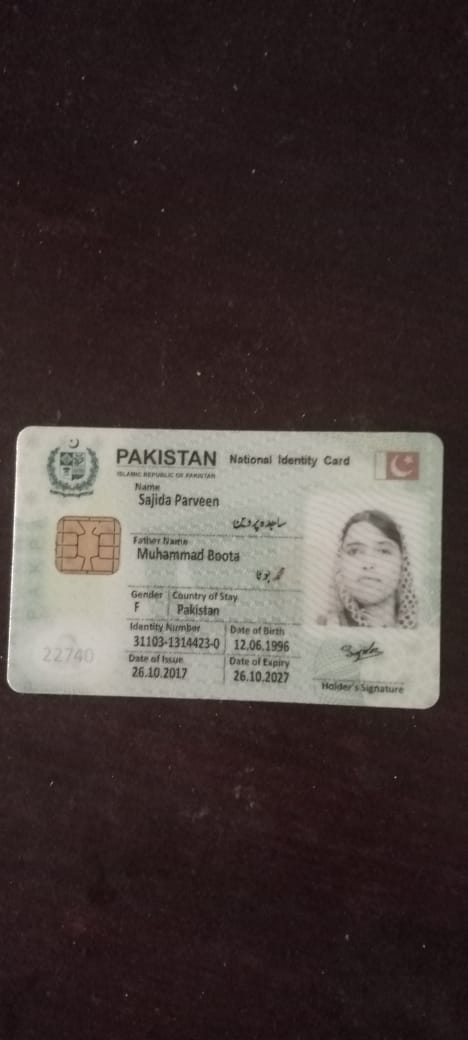 PAKISTAN National Identity Card
ISLAMIC REPUBLIC OF PAKISTAN
Name
Sajida Parveen
ساجدہ پروین
Father Name
Muhammad Boota
بوٹا
Gender Country of Stay
F Pakistan
Identity Number Date of Birth
31103-1314423-0 12.06.1996
Date of Issue Date of Expiry
26.10.2017 26.10.2027
22740
Holder's Signature